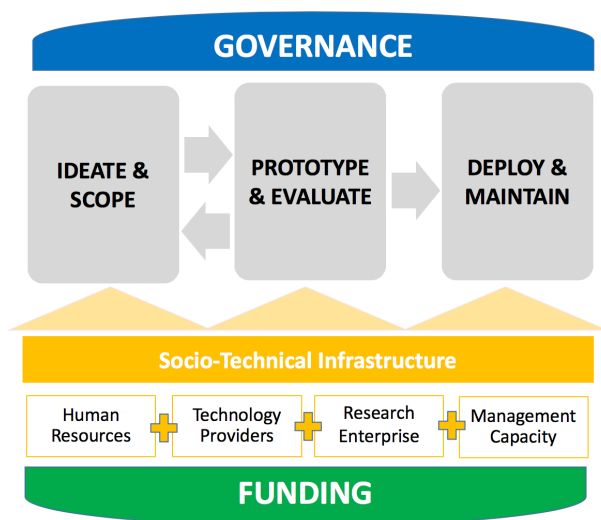 GOVERNANCE
IDEATE &
SCOPE
PROTOTYPE
& EVALUATE
DEPLOY &
MAINTAIN
Socio-Technical Infrastructure
Human
Resources
Technology
Providers
Research
Enterprise
Management
Capacity
FUNDING